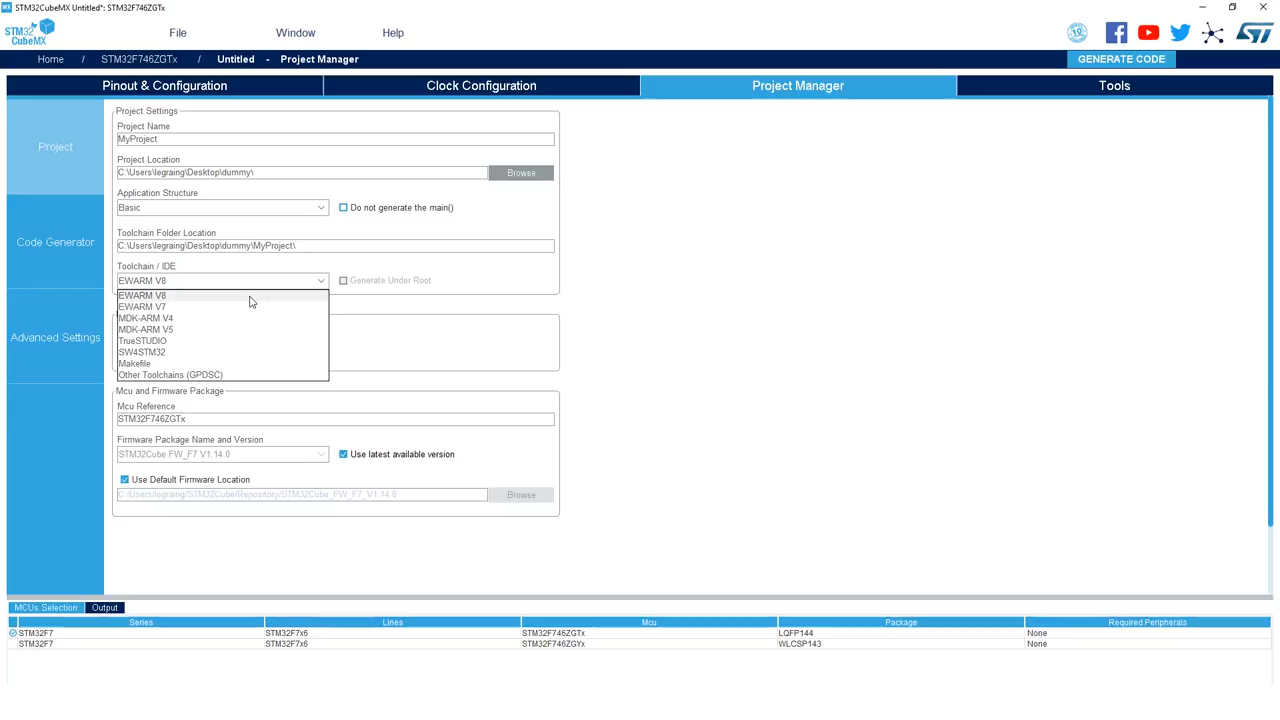 MX STM32CubeMX Untitled*: STM32F746ZGTx
STM32
CubeMX
File Window Help
10
ST
Home / STM32F746ZGTx / Untitled - Project Manager
GENERATE CODE
Pinout & Configuration Clock Configuration Project Manager Tools
Project
Code Generator
Advanced Settings
Project Settings
Project Name
MyProject
Project Location
C:\Users\legraing\Desktop\dummy\ Browse
Application Structure
Basic Do not generate the main()
Toolchain Folder Location
C:\Users\legraing\Desktop\dummy\MyProject\
Toolchain / IDE
EWARM V8 Generate Under Root
EWARM V8
EWARM V7
MDK-ARM V4
MDK-ARM V5
TrueSTUDIO
SW4STM32
Makefile
Other Toolchains (GPDSC)
Mcu and Firmware Package
Mcu Reference
STM32F746ZGTx
Firmware Package Name and Version
STM32Cube FW_F7 V1.14.0 Use latest available version
Use Default Firmware Location
C:/Users/legraing/STM32Cube/Repository/STM32Cube_FW_F7_V1.14.0 Browse
MCUs Selection Output
Series Lines Mcu Package Required Peripherals
STM32F7 STM32F7x6 STM32F746ZGTx LQFP144 None
STM32F7 STM32F7x6 STM32F746ZGYx WLCSP143 None